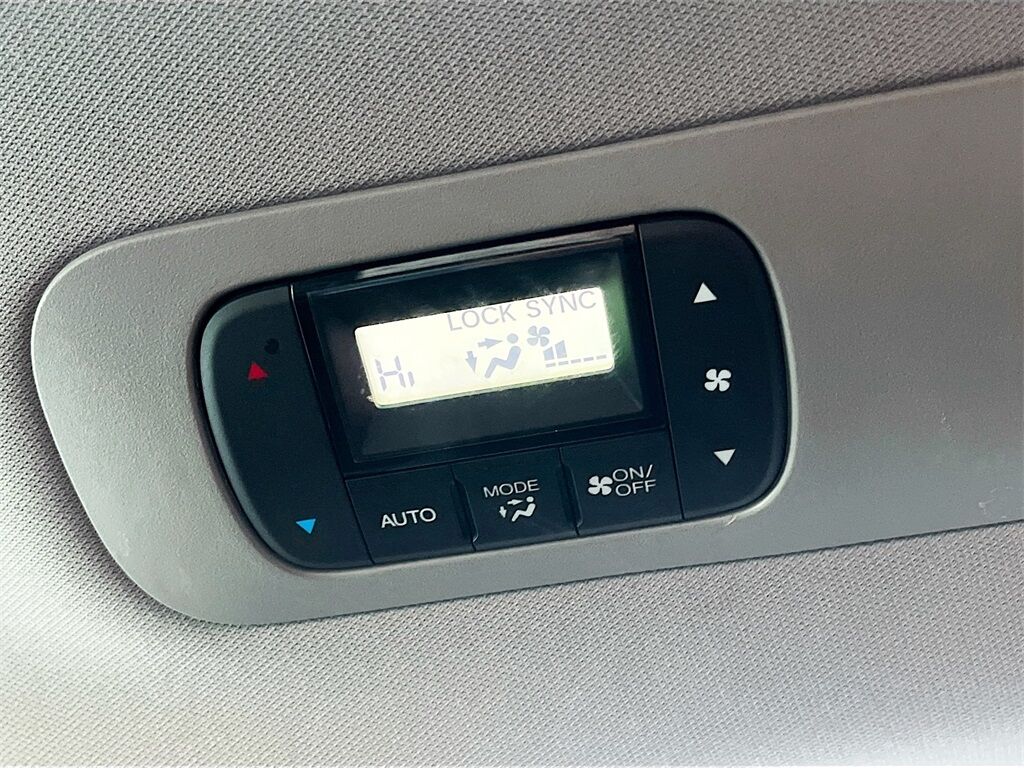 LOCK SYNC
Hi
AUTO
MODE
ON/
OFF